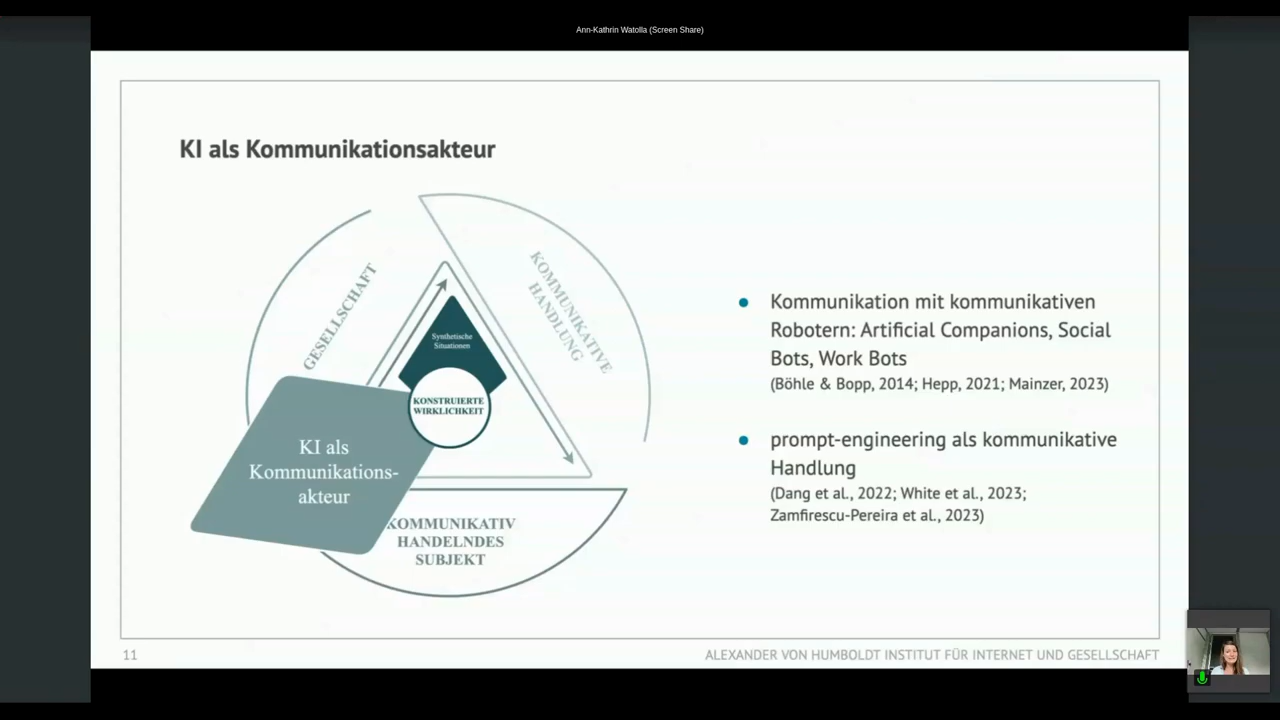 Ann-Kathrin Watolla (Screen Share)
KI als Kommunikationsakteur
GESELLSCHAFT
KOMMUNIKATIVE
HANDLUNG
Synthetische
Situationen
KONSTRUIERTE
WIRKLICHKEIT
KI als
Kommunikations-
akteur
KOMMUNIKATIV
HANDELNDES
SUBJEKT
Kommunikation mit kommunikativen
Robotern: Artificial Companions, Social
Bots, Work Bots
(Böhle & Bopp, 2014; Hepp, 2021; Mainzer, 2023)
prompt-engineering als kommunikative
Handlung
(Dang et al., 2022; White et al., 2023;
Zamfirescu-Pereira et al., 2023)
11
ALEXANDER VON HUMBOLDT INSTITUT FÜR INTERNET UND GESELLSCHAFT